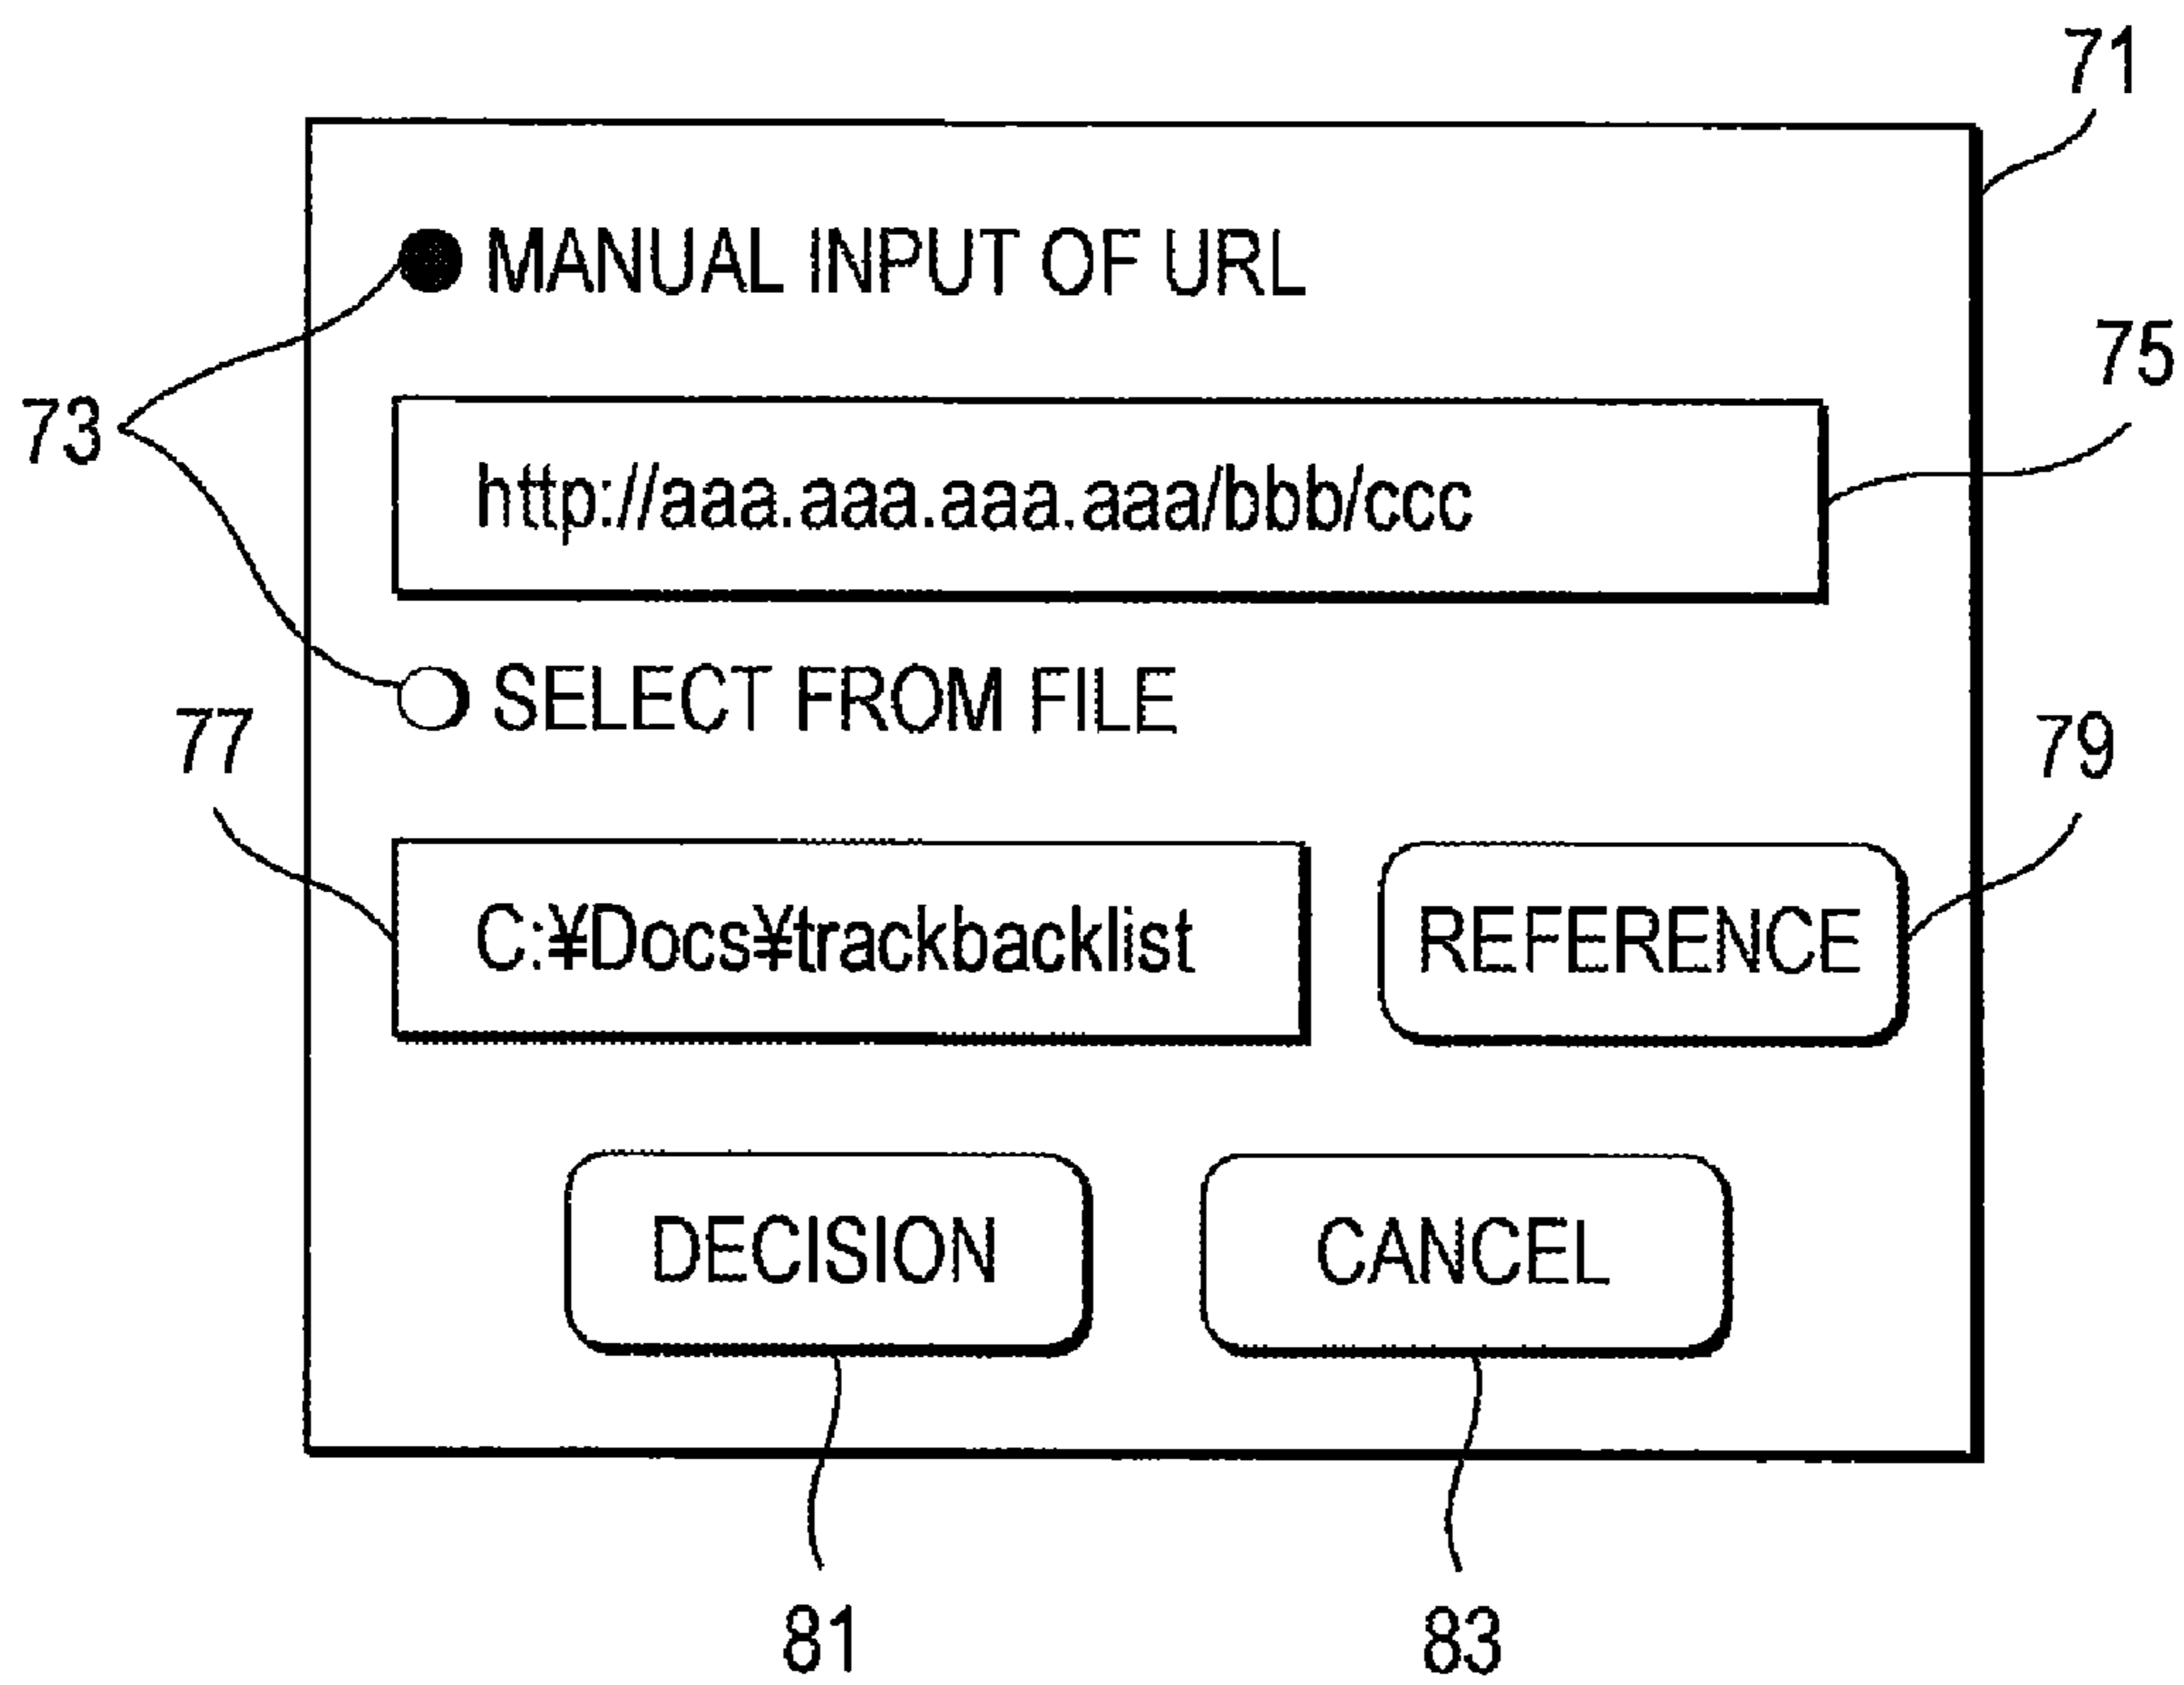 71
MANUAL INPUT OF URL
75
73
http://aaa.aaa.aaa.aaa/bbb/ccc
SELECT FROM FILE
77
79
C:¥Docs¥trackbacklist
REFERENCE
DECISION
CANCEL
81
83